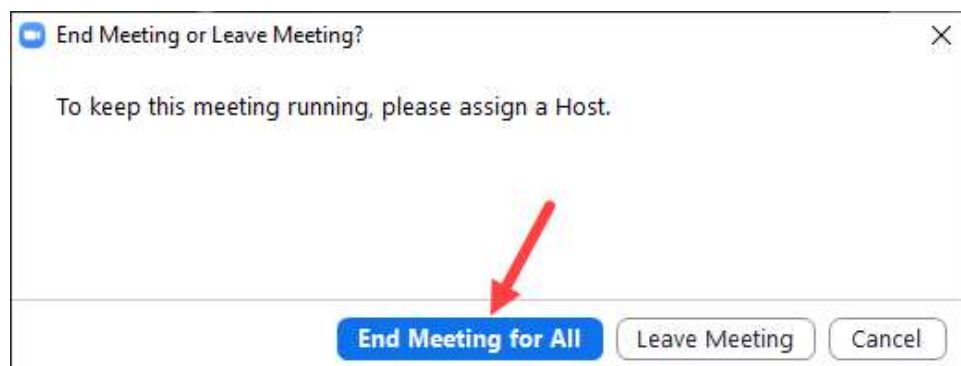 End Meeting or Leave Meeting?
To keep this meeting running, please assign a Host.
End Meeting for All
Leave Meeting
Cancel